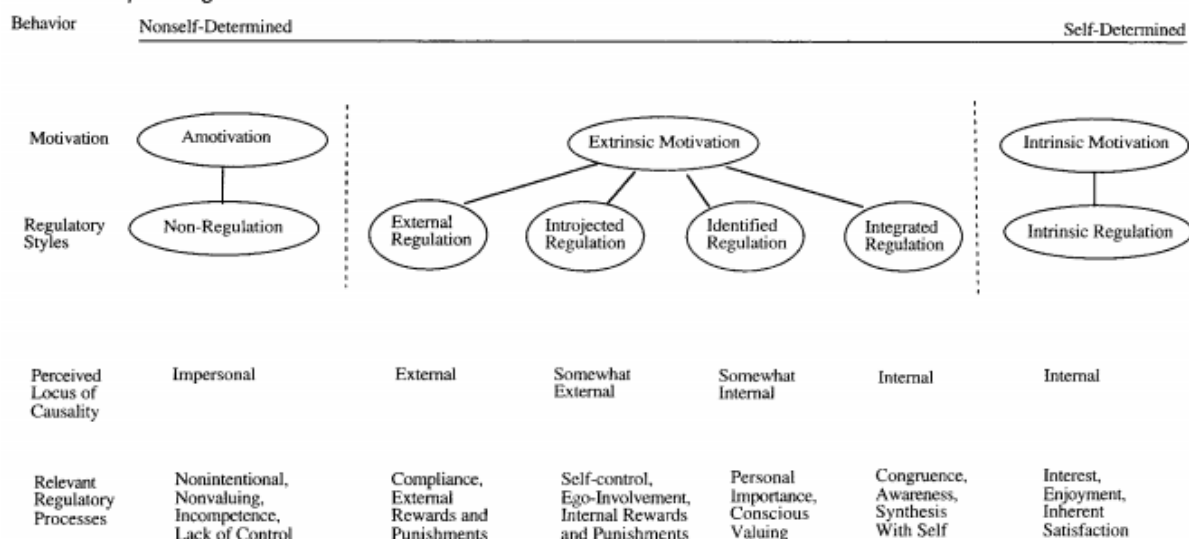 Behavior Nonself-Determined Self-Determined
Motivation Amotivation Extrinsic Motivation Intrinsic Motivation
Regulatory
Styles
Non-Regulation
External
Regulation
Introjected
Regulation
Identified
Regulation
Integrated
Regulation
Intrinsic Regulation
Perceived
Locus of
Causality
Impersonal
External
Somewhat
External
Somewhat
Internal
Internal
Internal
Relevant
Regulatory
Processes
Nonintentional,
Nonvaluing,
Incompetence,
Lack of Control
Compliance,
External
Rewards and
Punishments
Self-control,
Ego-Involvement,
Internal Rewards
and Punishments
Personal
Importance,
Conscious
Valuing
Congruence,
Awareness,
Synthesis
With Self
Interest,
Enjoyment,
Inherent
Satisfaction